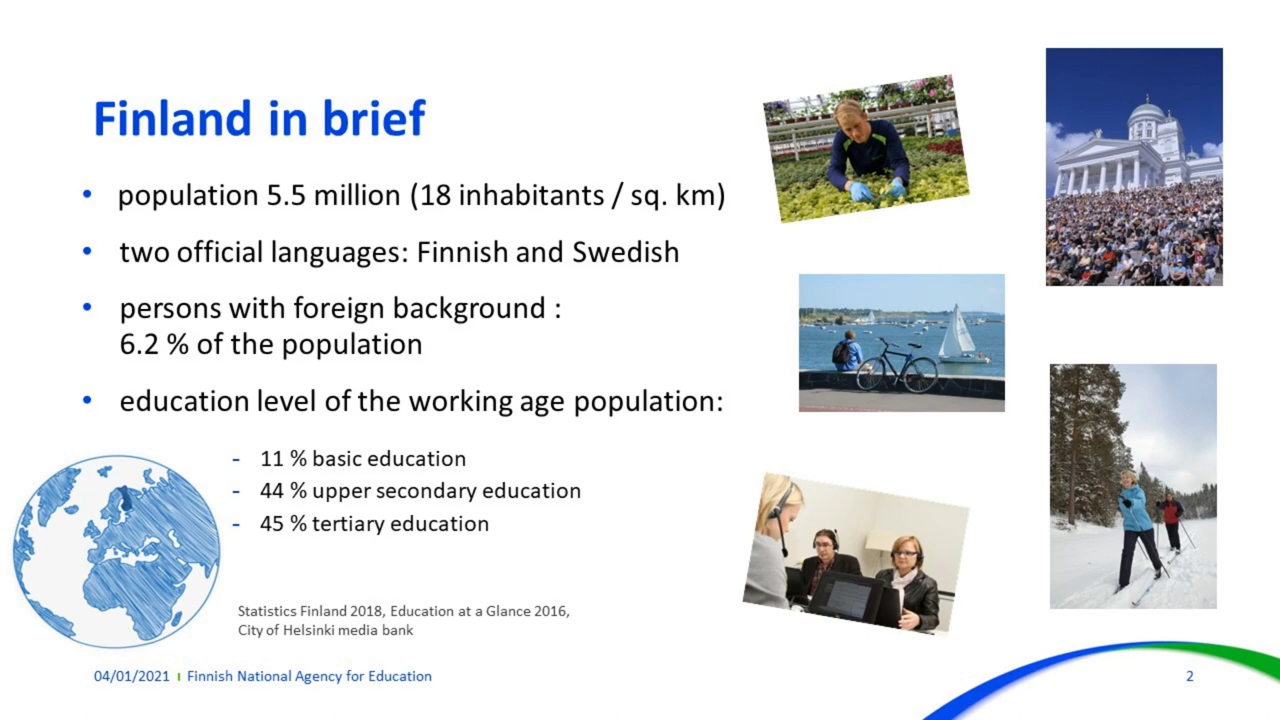 Finland in brief
• population 5.5 million (18 inhabitants / sq. km)
• two official languages: Finnish and Swedish
• persons with foreign background :
6.2 % of the population
• education level of the working age population:
- 11 % basic education
- 44 % upper secondary education
- 45 % tertiary education
Statistics Finland 2018, Education at a Glance 2016,
City of Helsinki media bank
04/01/2021 ı Finnish National Agency for Education
2